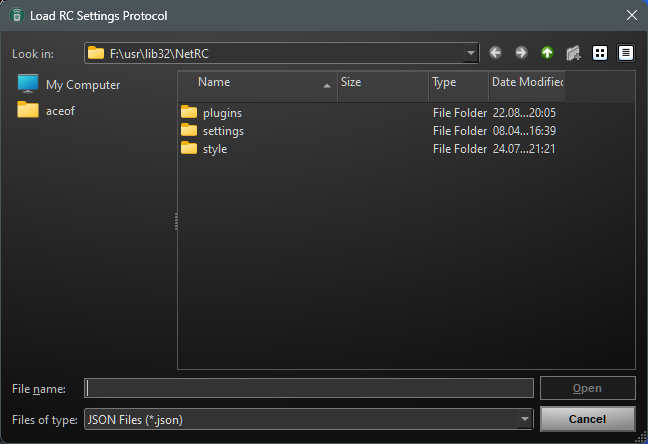 Load RC Settings Protocol
Look in: F:\usr\lib32\NetRC
My Computer
aceof
Name Size Type Date Modified
plugins File Folder 22.08...20:05
settings File Folder 08.04...16:39
style File Folder 24.07...21:21
File name: Open
Files of type: JSON Files (*.json) Cancel